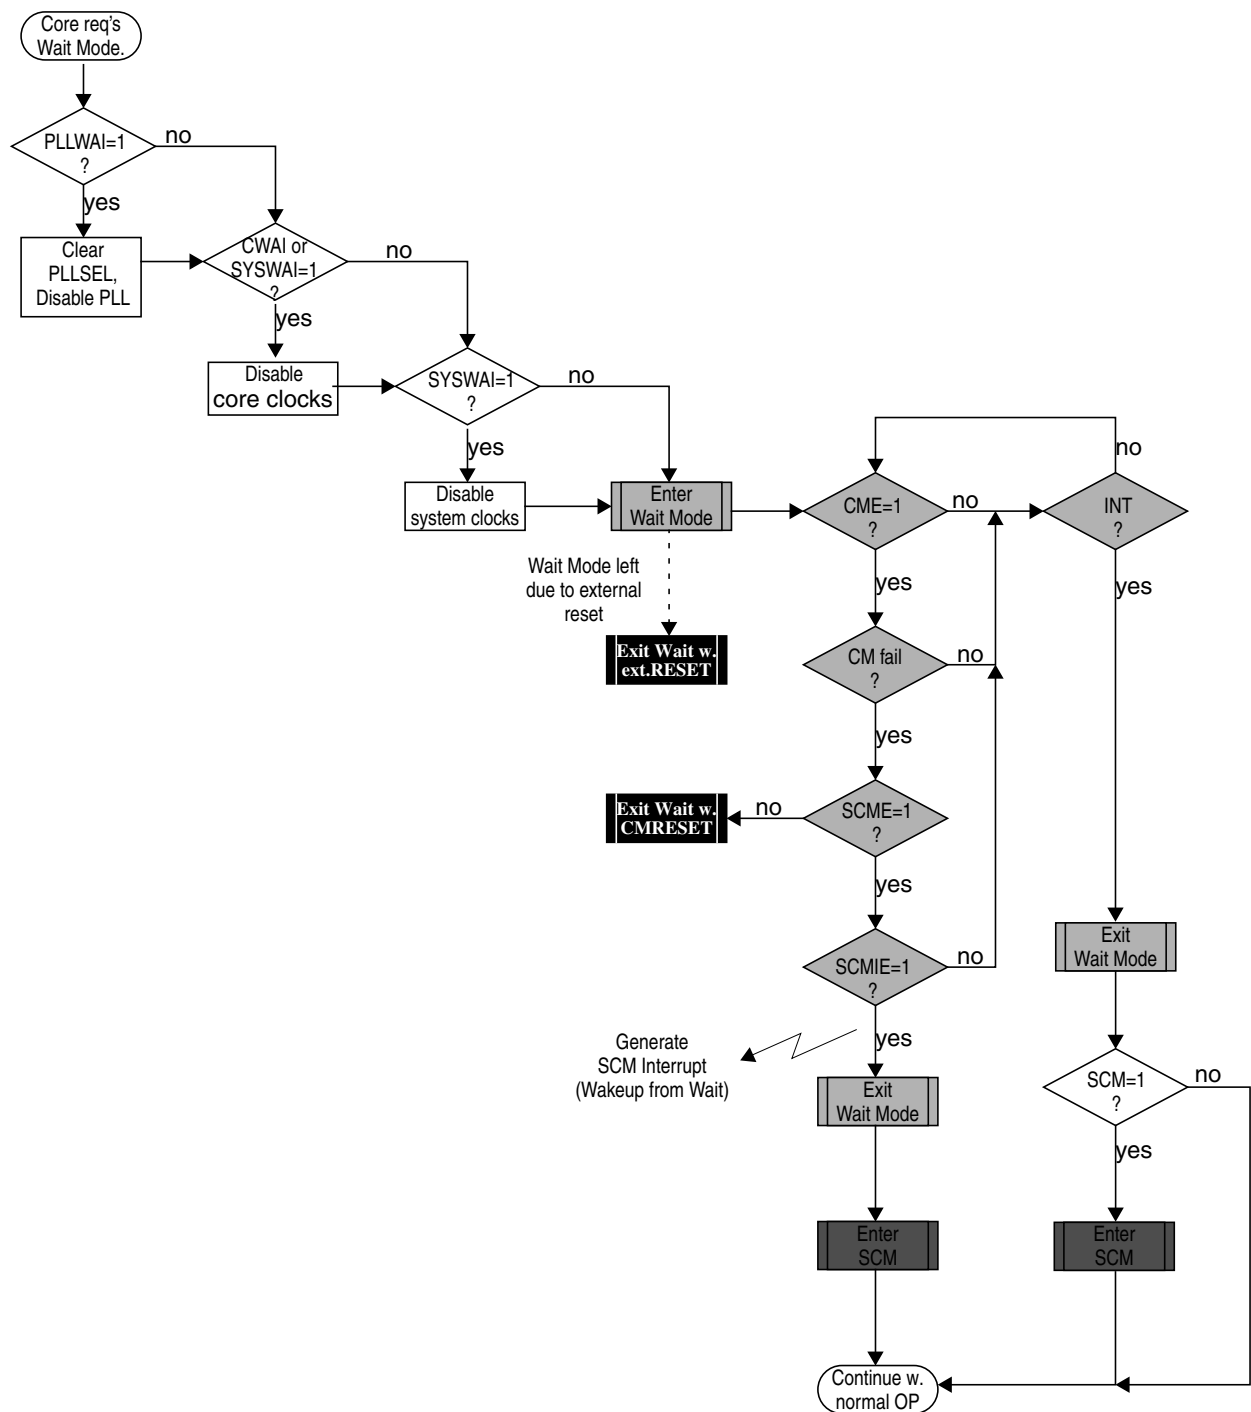 Core req's
Wait Mode.
PLLWAI=1
?
no
yes
Clear
PLLSEL,
Disable PLL
CWAI or
SYSWAI=1
?
no
yes
Disable
core clocks
SYSWAI=1
?
no
yes
Disable
system clocks
Enter
Wait Mode
Wait Mode left
due to external
reset
Exit Wait w.
ext.RESET
CME=1
?
no
yes
INT
?
no
yes
CM fail
?
no
yes
SCME=1
?
no
yes
Exit Wait w.
CMRESET
SCMIE=1
?
no
yes
Generate
SCM Interrupt
(Wakeup from Wait)
Exit
Wait Mode
Enter
SCM
Exit
Wait Mode
SCM=1
?
no
yes
Enter
SCM
Continue w.
normal OP